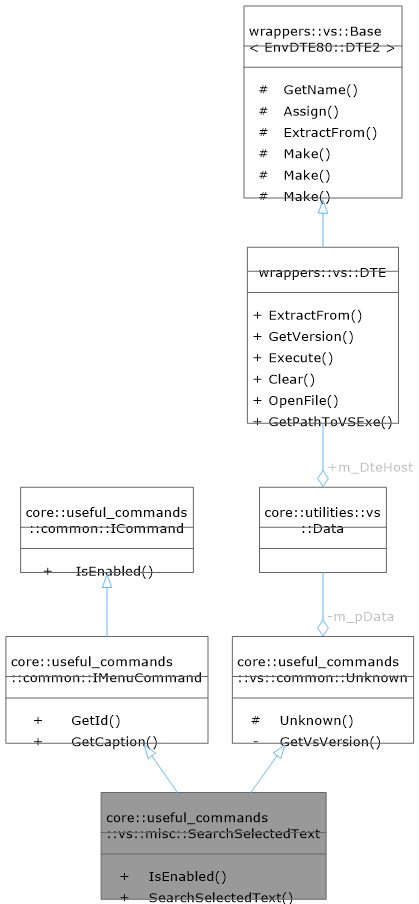 wrappers::vs::Base
< EnvDTE80::DTE2 >
# GetName()
# Assign()
# ExtractFrom()
# Make()
# Make()
# Make()
wrappers::vs::DTE
+ ExtractFrom()
+ GetVersion()
+ Execute()
+ Clear()
+ OpenFile()
+ GetPathToVSExe()
+m_DteHost
core::useful_commands
::common::ICommand
+ IsEnabled()
core::utilities::vs
::Data
-m_pData
core::useful_commands
::common::IMenuCommand
+ GetId()
+ GetCaption()
core::useful_commands
::vs::common::Unknown
# Unknown()
- GetVsVersion()
core::useful_commands
::vs::misc::SearchSelectedText
+ IsEnabled()
+ SearchSelectedText()